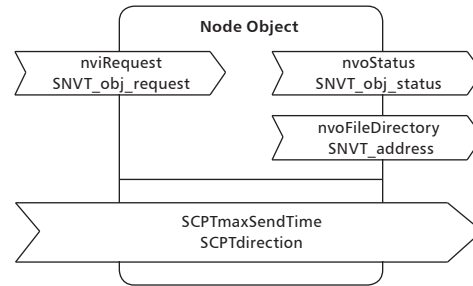 Node Object
nviRequest
SNVT_obj_request
nvoStatus
SNVT_obj_status
nvoFileDirectory
SNVT_address
SCPTmaxSendTime
SCPTdirection